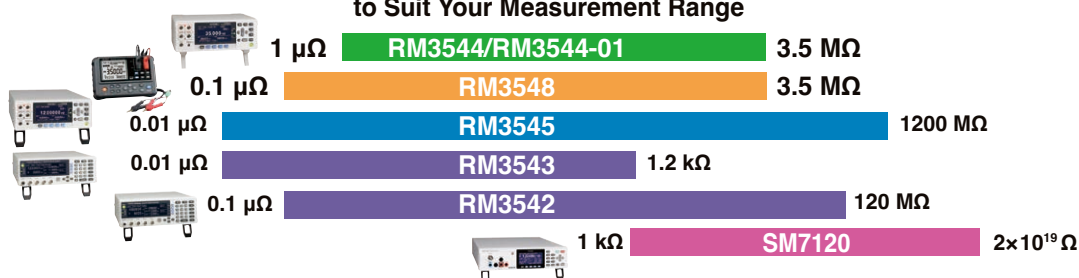 to Suit Your Measurement Range
1 µΩ RM3544/RM3544-01 3.5 MΩ
0.1 µΩ RM3548 3.5 MΩ
0.01 µΩ RM3545 1200 MΩ
0.01 µΩ RM3543 1.2 kΩ
0.1 µΩ RM3542 120 MΩ
1 kΩ SM7120 2×10¹⁹ Ω